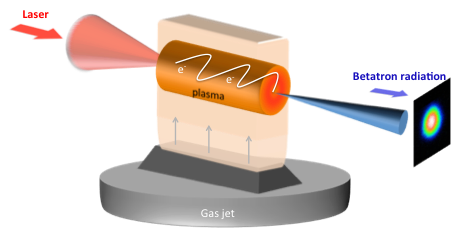 Laser
e-
e-
plasma
Betatron radiation
Gas jet